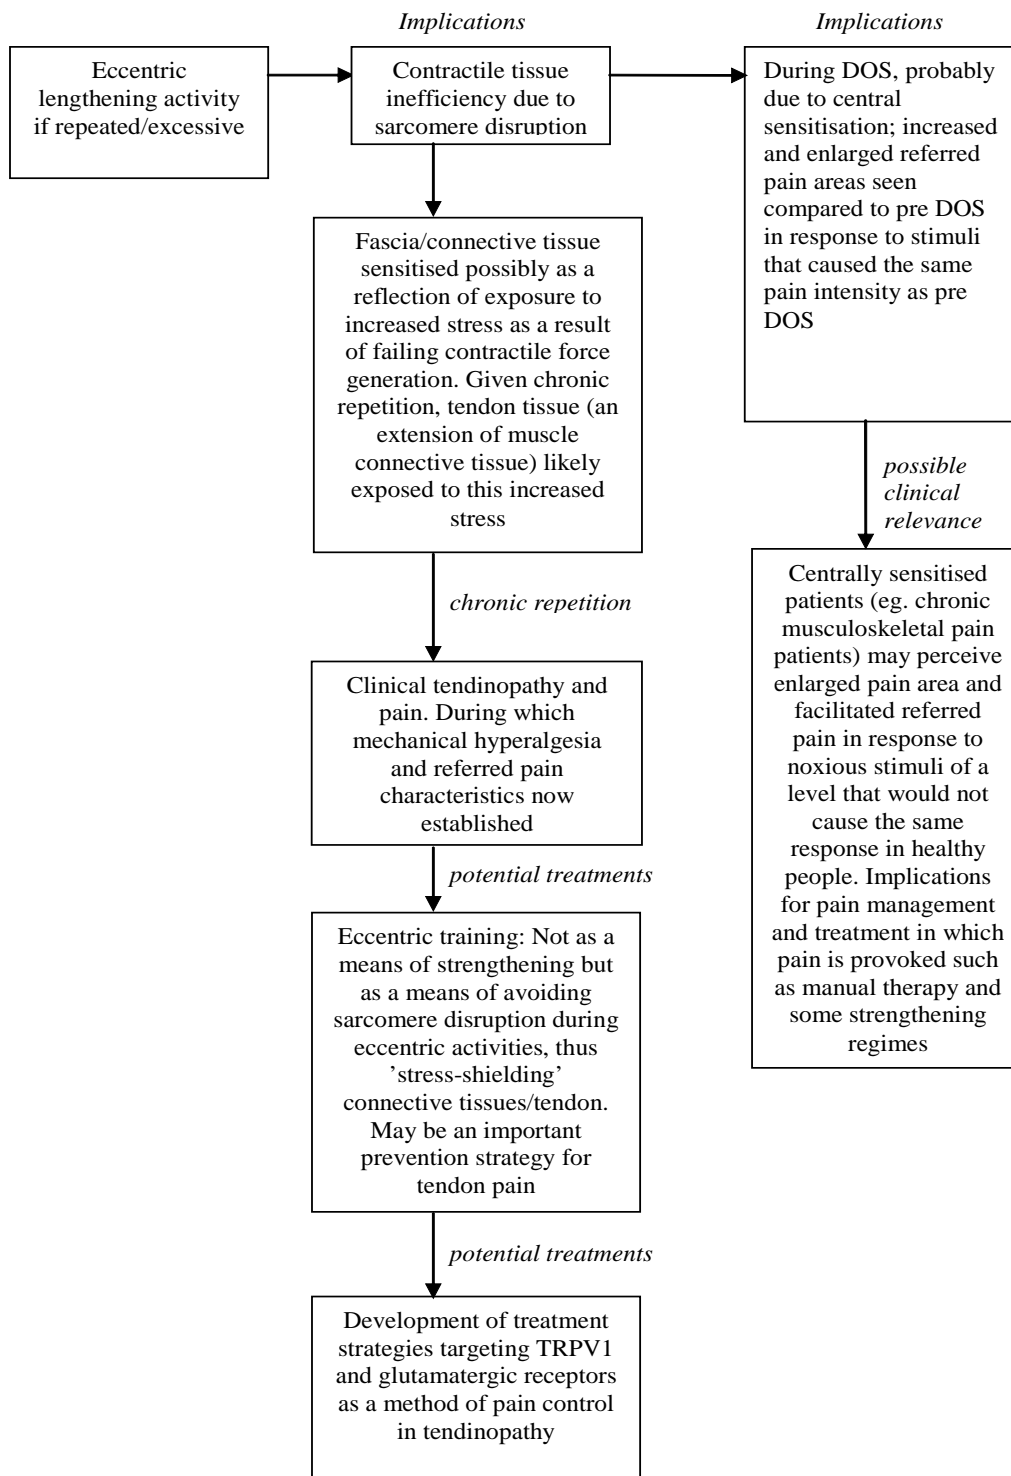 Implications
Implications
Eccentric
lengthening activity
if repeated/excessive
Contractile tissue
inefficiency due to
sarcomere disruption
During DOS, probably
due to central
sensitisation; increased
and enlarged referred
pain areas seen
compared to pre DOS
in response to stimuli
that caused the same
pain intensity as pre
DOS
Fascia/connective tissue
sensitised possibly as a
reflection of exposure to
increased stress as a result
of failing contractile force
generation. Given chronic
repetition, tendon tissue (an
extension of muscle
connective tissue) likely
exposed to this increased
stress
possible
clinical
relevance
chronic repetition
Centrally sensitised
patients (eg. chronic
musculoskeletal pain
patients) may perceive
enlarged pain area and
facilitated referred
pain in response to
noxious stimuli of a
level that would not
cause the same
response in healthy
people. Implications
for pain management
and treatment in which
pain is provoked such
as manual therapy and
some strengthening
regimes
Clinical tendinopathy and
pain. During which
mechanical hyperalgesia
and referred pain
characteristics now
established
potential treatments
Eccentric training: Not as a
means of strengthening but
as a means of avoiding
sarcomere disruption during
eccentric activities, thus
’stress-shielding’
connective tissues/tendon.
May be an important
prevention strategy for
tendon pain
potential treatments
Development of treatment
strategies targeting TRPV1
and glutamatergic receptors
as a method of pain control
in tendinopathy